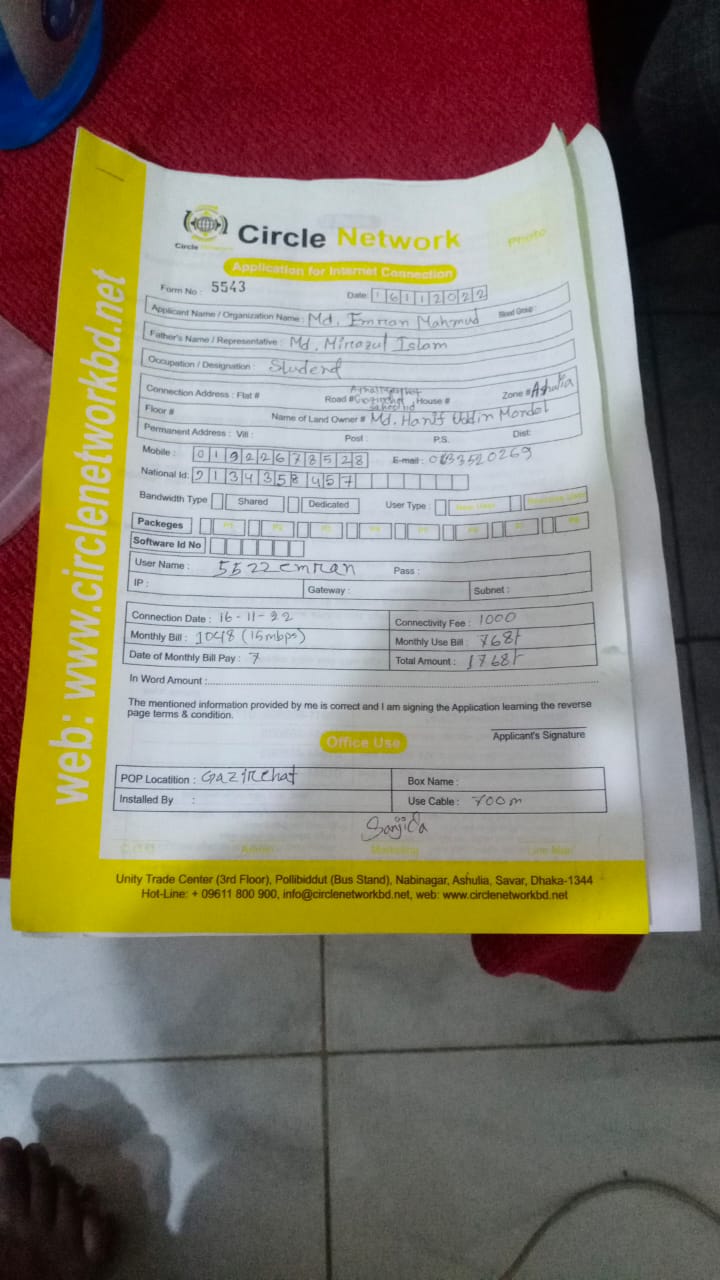 Circle Network
Circle
Photo
Application for Internet Connection
Form No : 5543
Date: 16112022
Applicant Name / Organization Name : Md. Emran Mahmud Blood Group :
Father's Name / Representative : Md. Mirazul Islam
Occupation / Designation : Student
Connection Address : Flat # Road # House # Zone # Ashulia
Floor # Name of Land Owner # Md. Hanif Uddin Mondol
Permanent Address : Vill : Post : P.S. Dist:
Mobile : 01922678528 E-mail :
National Id: 2134358457
Bandwidth Type Shared Dedicated User Type :
Packeges P1 P2
Software Id No
User Name : 5522emran Pass :
IP : Gateway : Subnet :
Connection Date : 16-11-22 Connectivity Fee : 1000
Monthly Bill : 1048 (15mbps) Monthly Use Bill : 768/-
Date of Monthly Bill Pay : 7 Total Amount : 1768/-
In Word Amount :
The mentioned information provided by me is correct and I am signing the Application learning the reverse
page terms & condition.
Applicant's Signature
Office Use
POP Locatition : Gazirchat Box Name :
Installed By : Use Cable : 700m
Sanjida
Unity Trade Center (3rd Floor), Pollibiddut (Bus Stand), Nabinagar, Ashulia, Savar, Dhaka-1344
Hot-Line: + 09611 800 900, info@circlenetworkbd.net, web: www.circlenetworkbd.net
web: www.circlenetworkbd.net